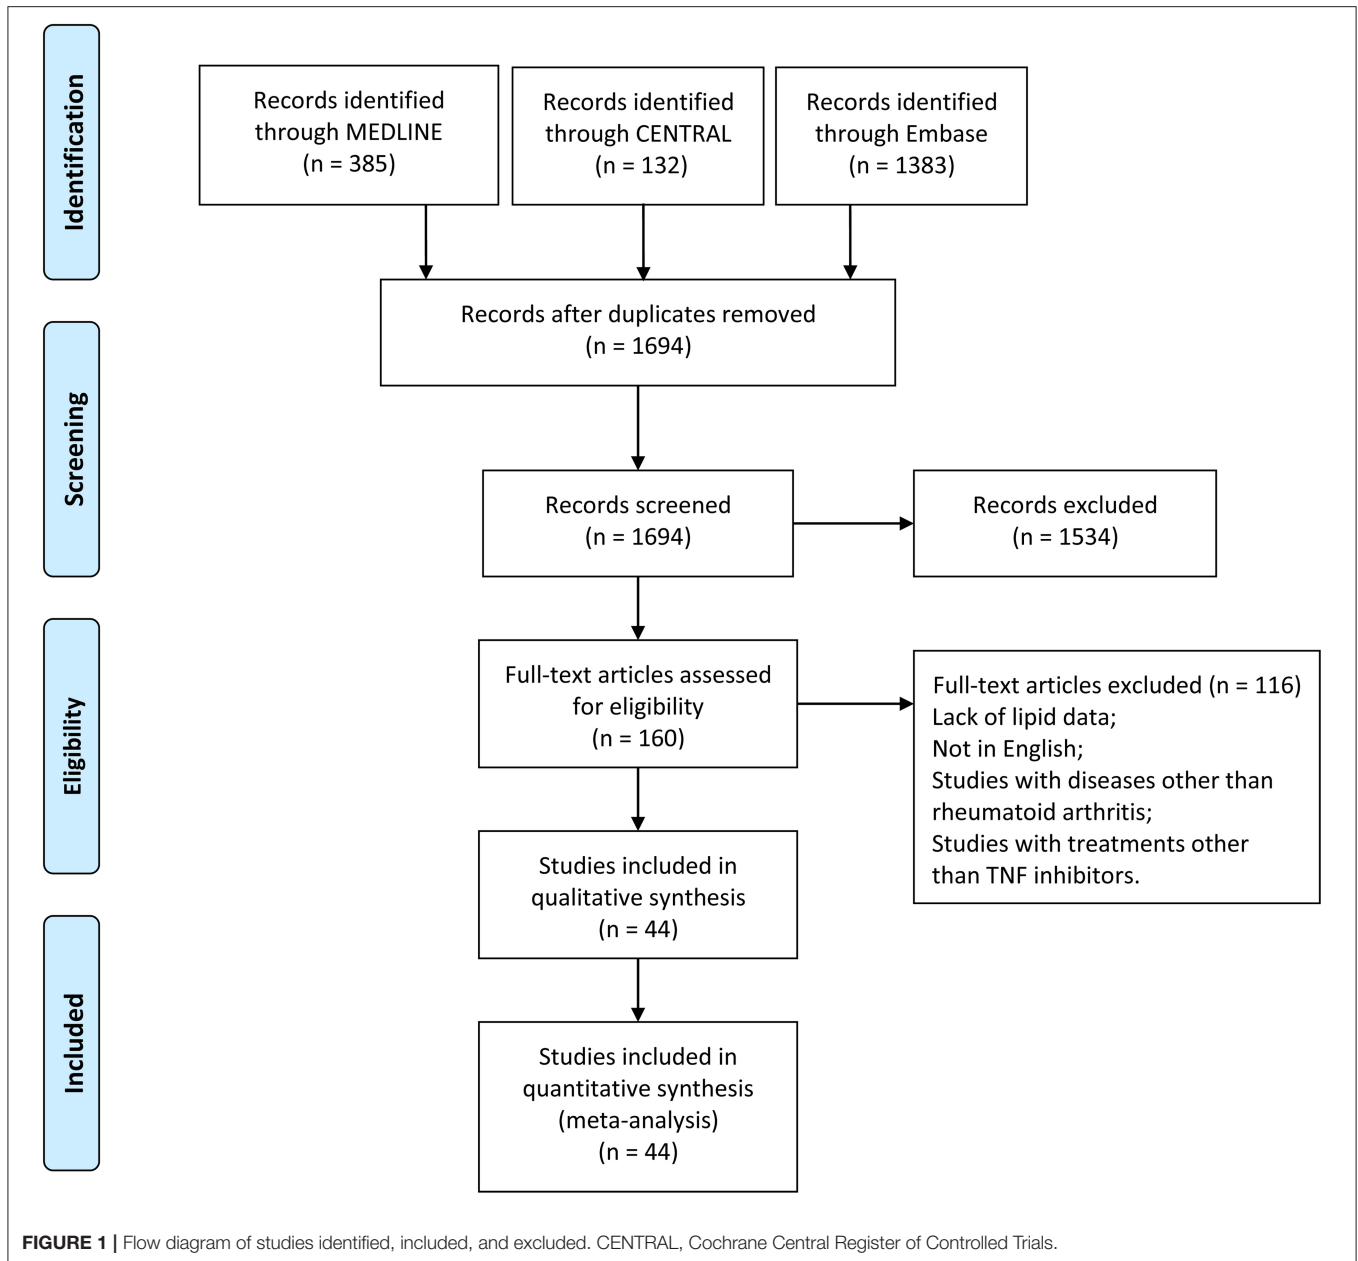 Identification
Records identified
through MEDLINE
(n = 385)
Records identified
through CENTRAL
(n = 132)
Records identified
through Embase
(n = 1383)
Records after duplicates removed
(n = 1694)
Screening
Records screened
(n = 1694)
Records excluded
(n = 1534)
Eligibility
Full-text articles assessed
for eligibility
(n = 160)
Full-text articles excluded (n = 116)
Lack of lipid data;
Not in English;
Studies with diseases other than
rheumatoid arthritis;
Studies with treatments other
than TNF inhibitors.
Studies included in
qualitative synthesis
(n = 44)
Included
Studies included in
quantitative synthesis
(meta-analysis)
(n = 44)
FIGURE 1 | Flow diagram of studies identified, included, and excluded. CENTRAL, Cochrane Central Register of Controlled Trials.